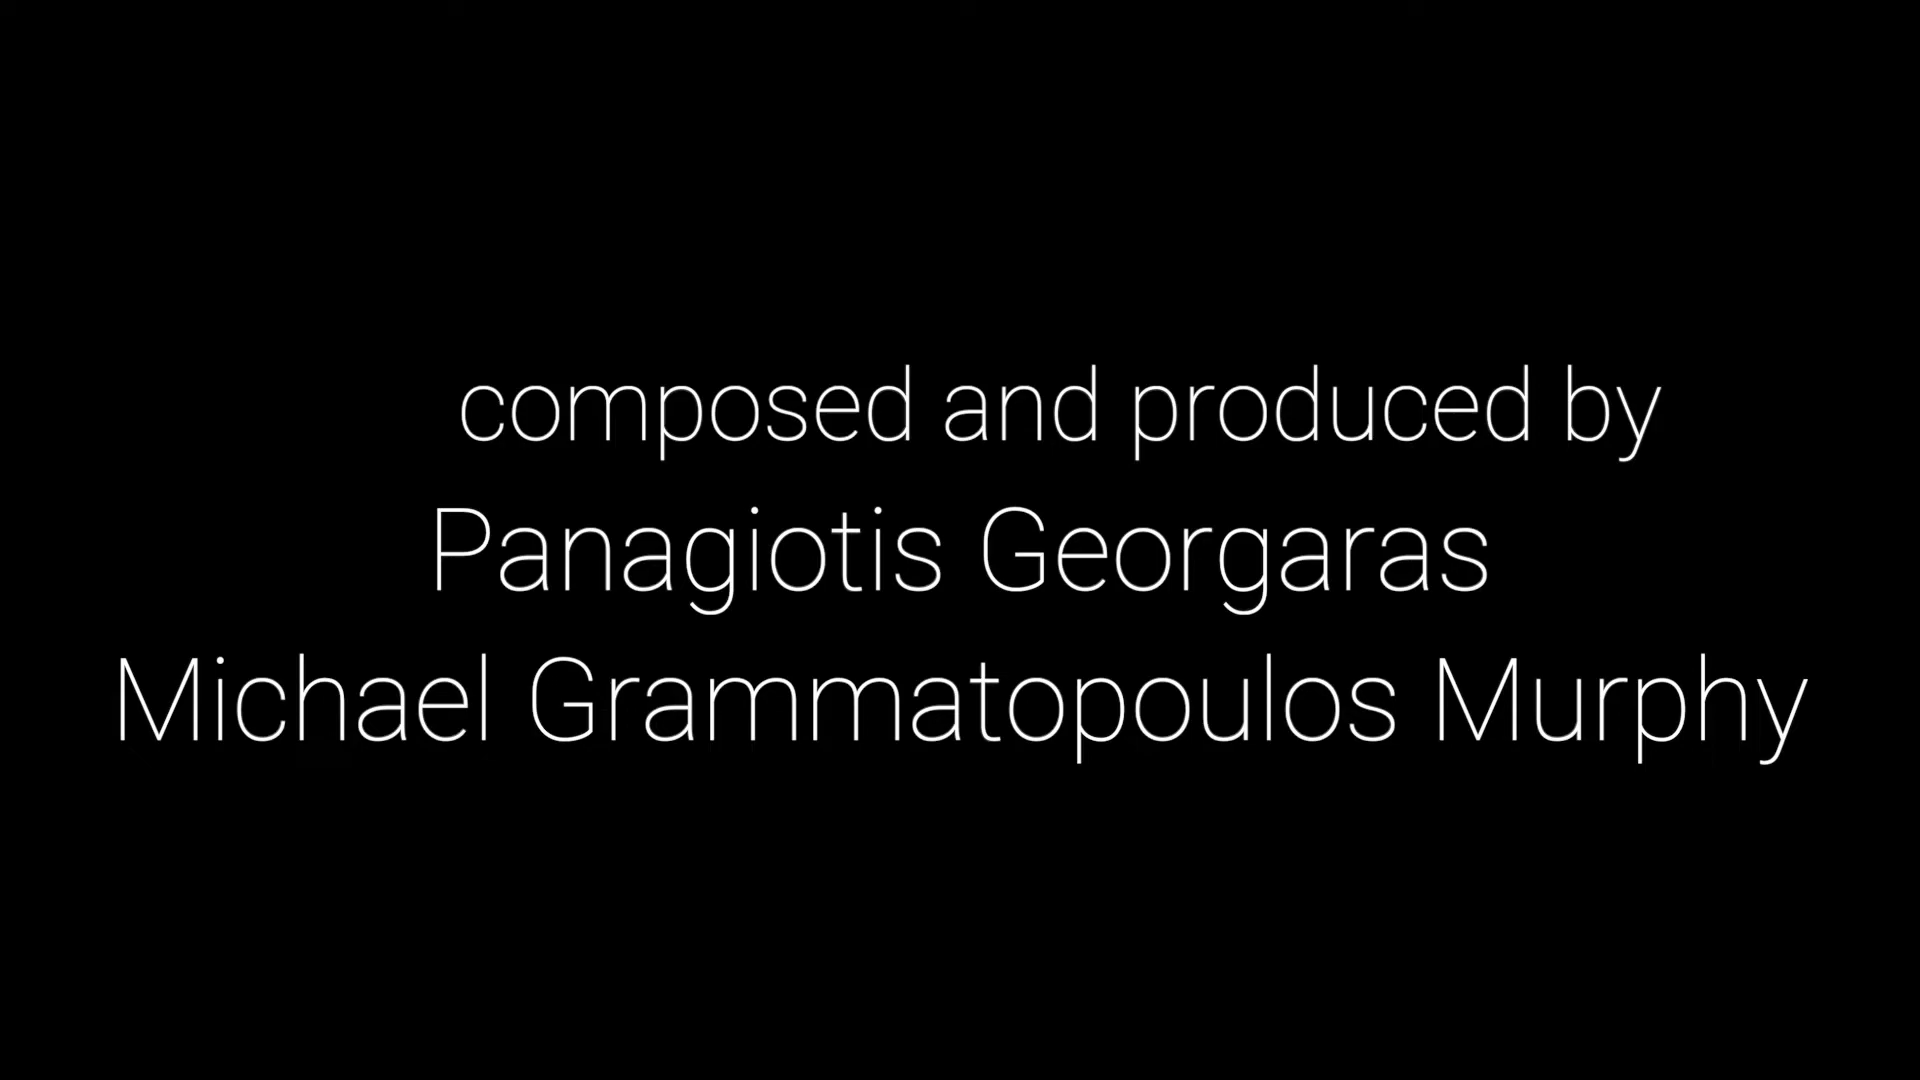 composed and produced by
Panagiotis Georgaras
Michael Grammatopoulos Murphy